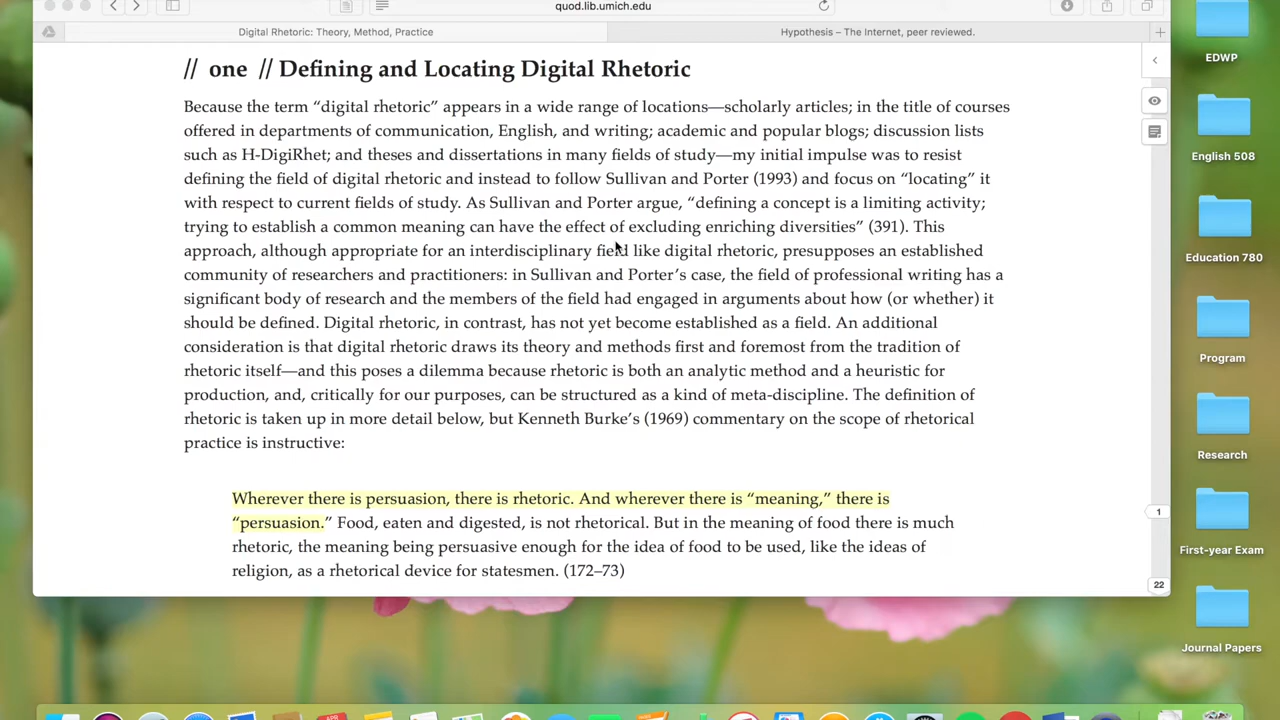 quod.lib.umich.edu
Digital Rhetoric: Theory, Method, Practice
Hypothesis – The Internet, peer reviewed.
// one // Defining and Locating Digital Rhetoric
Because the term “digital rhetoric” appears in a wide range of locations—scholarly articles; in the title of courses
offered in departments of communication, English, and writing; academic and popular blogs; discussion lists
such as H-DigiRhet; and theses and dissertations in many fields of study—my initial impulse was to resist
defining the field of digital rhetoric and instead to follow Sullivan and Porter (1993) and focus on “locating” it
with respect to current fields of study. As Sullivan and Porter argue, “defining a concept is a limiting activity;
trying to establish a common meaning can have the effect of excluding enriching diversities” (391). This
approach, although appropriate for an interdisciplinary field like digital rhetoric, presupposes an established
community of researchers and practitioners: in Sullivan and Porter’s case, the field of professional writing has a
significant body of research and the members of the field had engaged in arguments about how (or whether) it
should be defined. Digital rhetoric, in contrast, has not yet become established as a field. An additional
consideration is that digital rhetoric draws its theory and methods first and foremost from the tradition of
rhetoric itself—and this poses a dilemma because rhetoric is both an analytic method and a heuristic for
production, and, critically for our purposes, can be structured as a kind of meta-discipline. The definition of
rhetoric is taken up in more detail below, but Kenneth Burke’s (1969) commentary on the scope of rhetorical
practice is instructive:
Wherever there is persuasion, there is rhetoric. And wherever there is “meaning,” there is
“persuasion.” Food, eaten and digested, is not rhetorical. But in the meaning of food there is much
rhetoric, the meaning being persuasive enough for the idea of food to be used, like the ideas of
religion, as a rhetorical device for statesmen. (172–73)
1
22
EDWP
English 508
Education 780
Program
Research
First-year Exam
Journal Papers